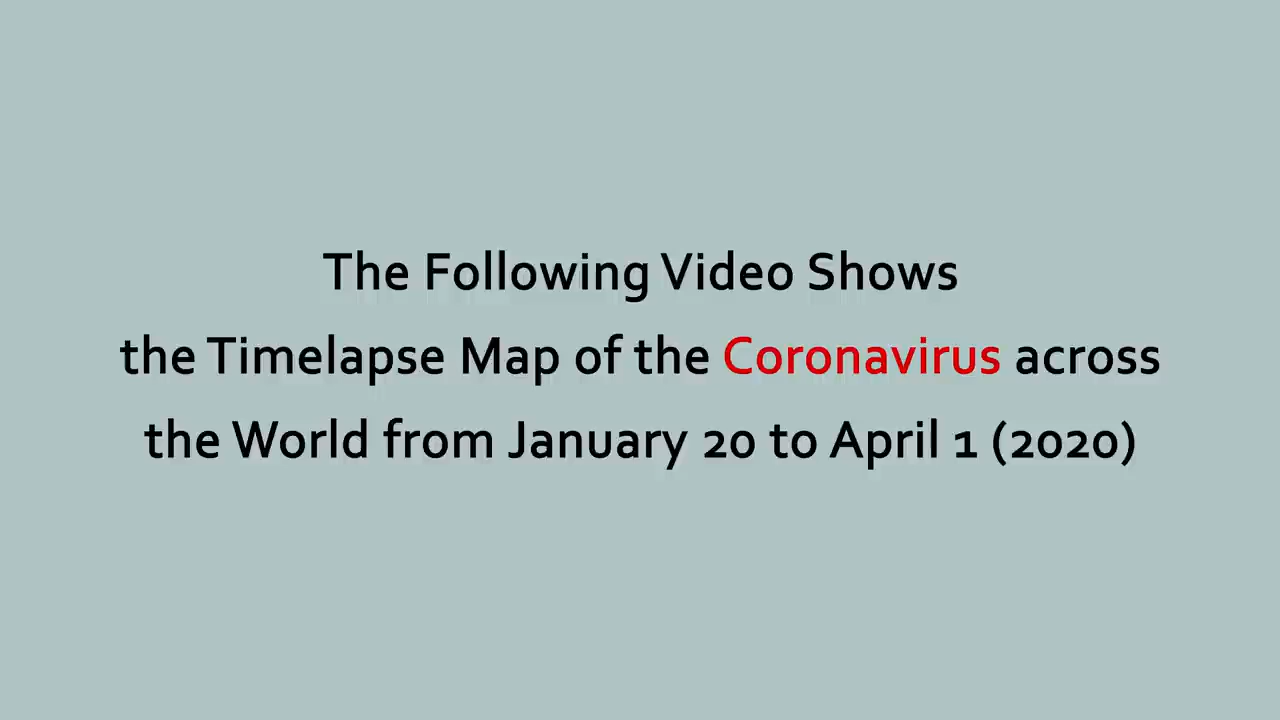 The Following Video Shows
the Timelapse Map of the Coronavirus across
the World from January 20 to April 1 (2020)